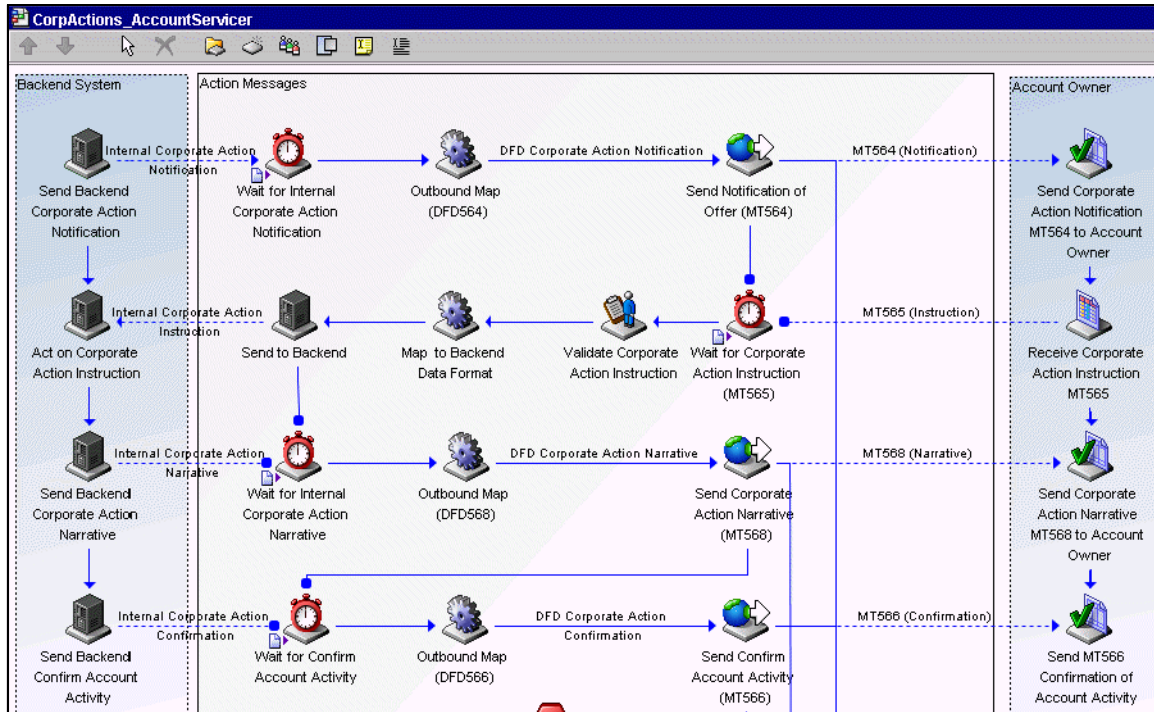 CorpActions_AccountServicer
Backend System
Action Messages
Account Owner
Internal Corporate Action
Notification
DFD Corporate Action Notification
MT564 (Notification)
Send Backend
Corporate Action
Notification
Wait for Internal
Corporate Action
Notification
Outbound Map
(DFD564)
Send Notification of
Offer (MT564)
Send Corporate
Action Notification
MT564 to Account
Owner
Internal Corporate Action
Instruction
MT565 (Instruction)
Act on Corporate
Action Instruction
Send to Backend
Map to Backend
Data Format
Validate Corporate
Action Instruction
Wait for Corporate
Action Instruction
(MT565)
Receive Corporate
Action Instruction
MT565
Internal Corporate Action
Narrative
DFD Corporate Action Narrative
MT568 (Narrative)
Send Backend
Corporate Action
Narrative
Wait for Internal
Corporate Action
Narrative
Outbound Map
(DFD568)
Send Corporate
Action Narrative
(MT568)
Send Corporate
Action Narrative
MT568 to Account
Owner
Internal Corporate Action
Confirmation
DFD Corporate Action
Confirmation
MT566 (Confirmation)
Send Backend
Confirm Account
Activity
Wait for Confirm
Account Activity
Outbound Map
(DFD566)
Send Confirm
Account Activity
(MT566)
Send MT566
Confirmation of
Account Activity